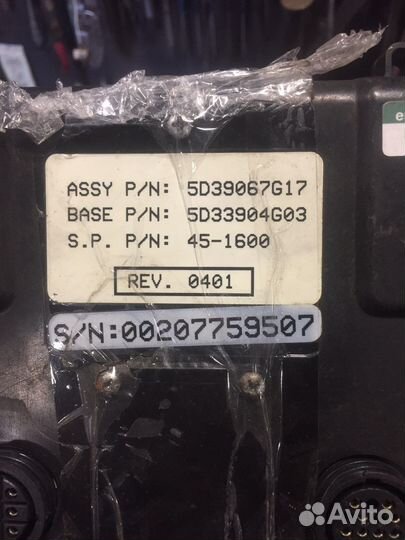 ASSY P/N: 5D39067G17
BASE P/N: 5D33904G03
S.P. P/N: 45-1600
REV. 0401
S/N:00207759507
Avito